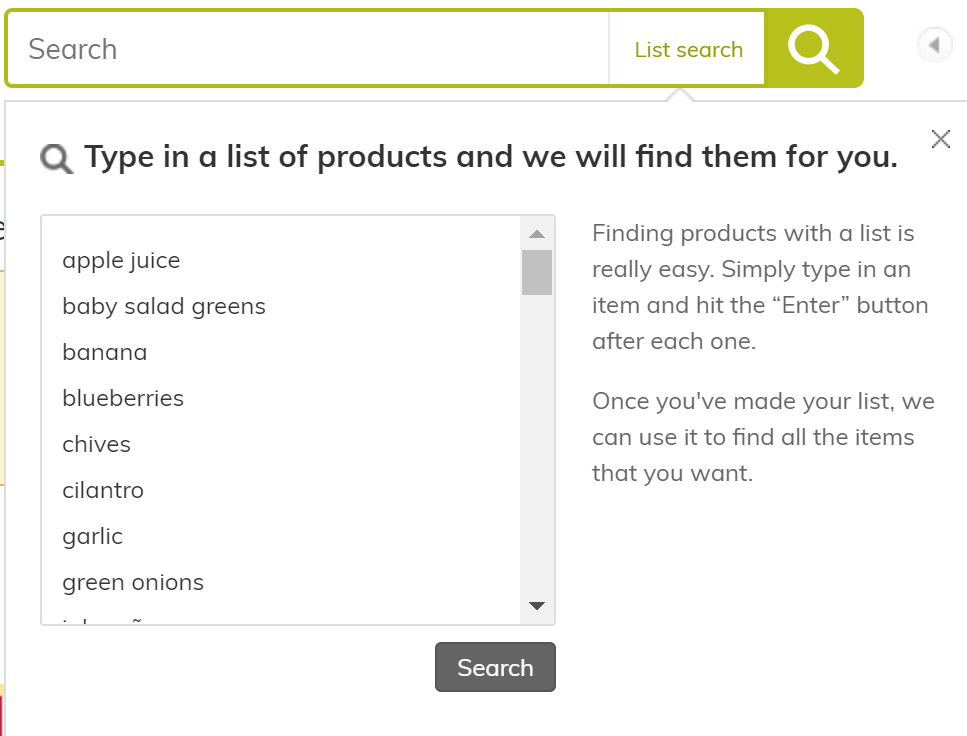 Search
List search
Type in a list of products and we will find them for you.
apple juice
baby salad greens
banana
blueberries
chives
cilantro
garlic
green onions
Finding products with a list is
really easy. Simply type in an
item and hit the “Enter” button
after each one.
Once you've made your list, we
can use it to find all the items
that you want.
Search